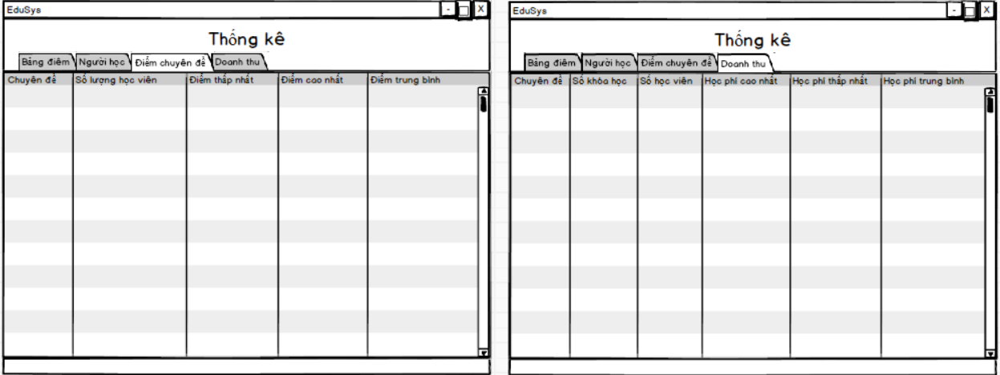 EduSys - X
Thống kê
Bảng điểm Người học Điểm chuyên đề Doanh thu
Chuyên đề Số lượng học viên Điểm thấp nhất Điểm cao nhất Điểm trung bình
EduSys - X
Thống kê
Bảng điểm Người học Điểm chuyên đề Doanh thu
Chuyên đề Số khóa học Số học viên Học phí cao nhất Học phí thấp nhất Học phí trung bình